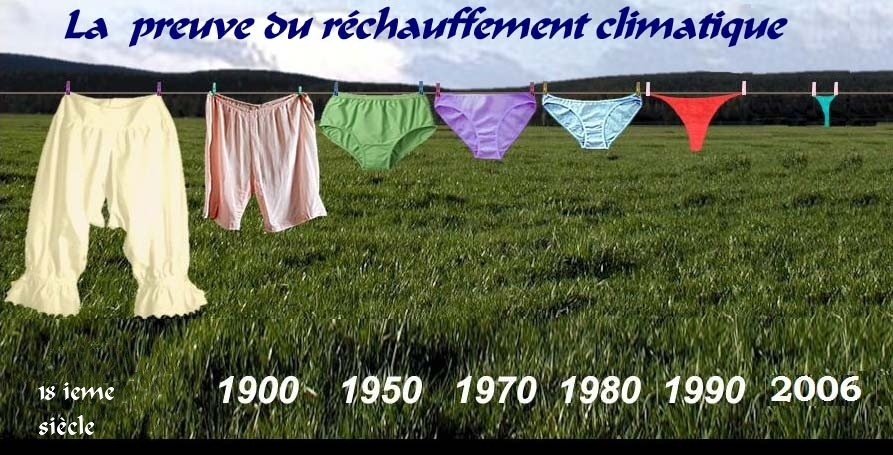 La preuve du réchauffement climatique
18 ieme
siècle
1900 1950 1970 1980 1990 2006